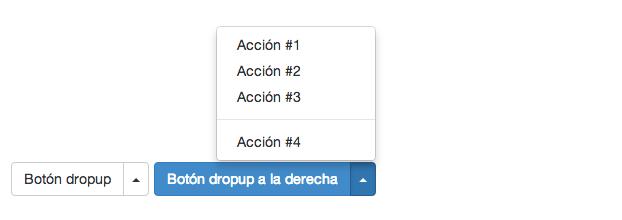 Acción #1
Acción #2
Acción #3
Acción #4
Botón dropup Botón dropup a la derecha